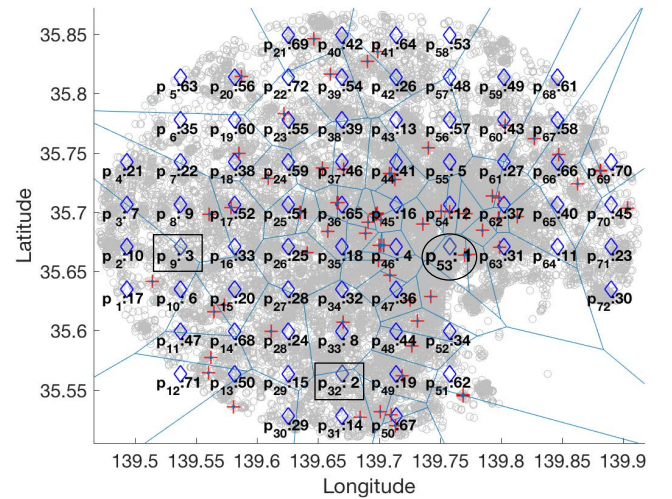 35.85
p21:69 p40:42 p41:64 p58:53
35.8
p5:63 p20:56 p22:72 p39:54 p42:26 p57:48 p59:49 p68:61
p6:35 p19:60 p23:55 p38:39 p43:13 p56:57 p60:43 p67:58
35.75
p4:21 p7:22 p18:38 p24:59 p37:46 p44:41 p55:5 p61:27 p66:66 p69:70
35.7
p3:7 p8:9 p17:52 p25:51 p36:65 p45:16 p54:12 p62:37 p65:40 p70:45
p2:10 p9:3 p16:33 p26:25 p35:18 p46:4 p53:1 p63:31 p64:11 p71:23
35.65
p1:17 p10:6 p15:20 p27:28 p34:32 p47:36 p72:30
35.6
p11:47 p14:68 p28:24 p33:8 p48:44 p52:34
p12:71 p13:50 p29:15 p32:2 p49:19 p51:62
35.55
p30:29 p31:14 p50:67
139.5 139.55 139.6 139.65 139.7 139.75 139.8 139.85 139.9
Longitude
Latitude